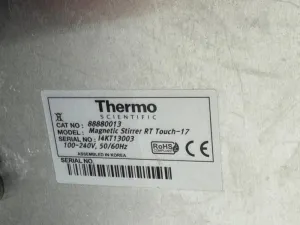 Thermo
SCIENTIFIC
CAT NO : 88880013
MODEL : Magnetic Stirrer RT Touch-17
SERIAL NO : I4KT13003
100-240V, 50/60Hz
ASSEMBLED IN KOREA
RoHS
SERIAL NO.